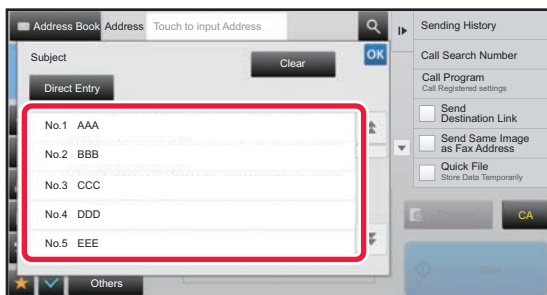 Address Book Address Touch to input Address
Subject
Clear
OK
Direct Entry
No.1 AAA
No.2 BBB
No.3 CCC
No.4 DDD
No.5 EEE
Others
Sending History
Call Search Number
Call Program
Call Registered settings
Send
Destination Link
Send Same Image
as Fax Address
Quick File
Store Data Temporarily
Preview
CA
Start